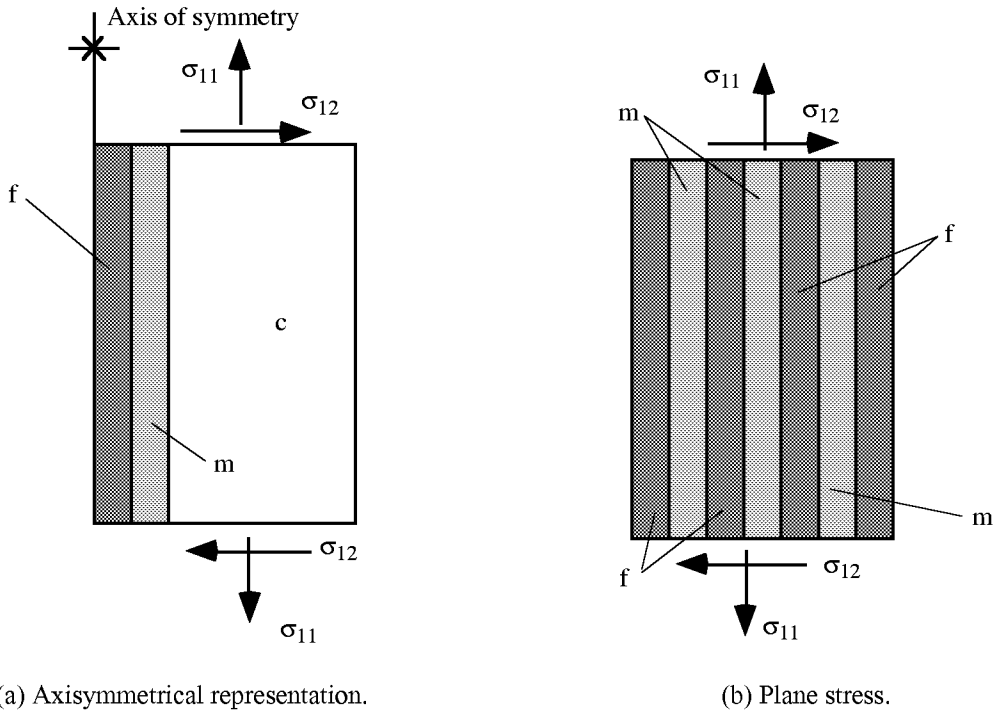 Axis of symmetry
σ11
σ12
f
c
m
σ12
σ11
(a) Axisymmetrical representation.
σ11
σ12
m
f
m
f
σ12
σ11
(b) Plane stress.